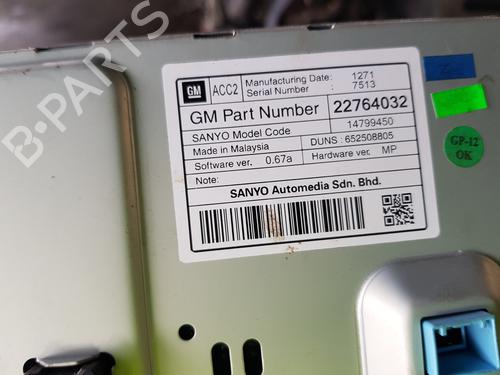 GM
ACC2
Manufacturing Date: 1271
Serial Number : 7513
GM Part Number 22764032
SANYO Model Code 14799450
Made in Malaysia DUNS : 652508805
Software ver. 0.67a Hardware ver. MP
Note:
SANYO Automedia Sdn. Bhd.
GP-12
OK
B-Parts